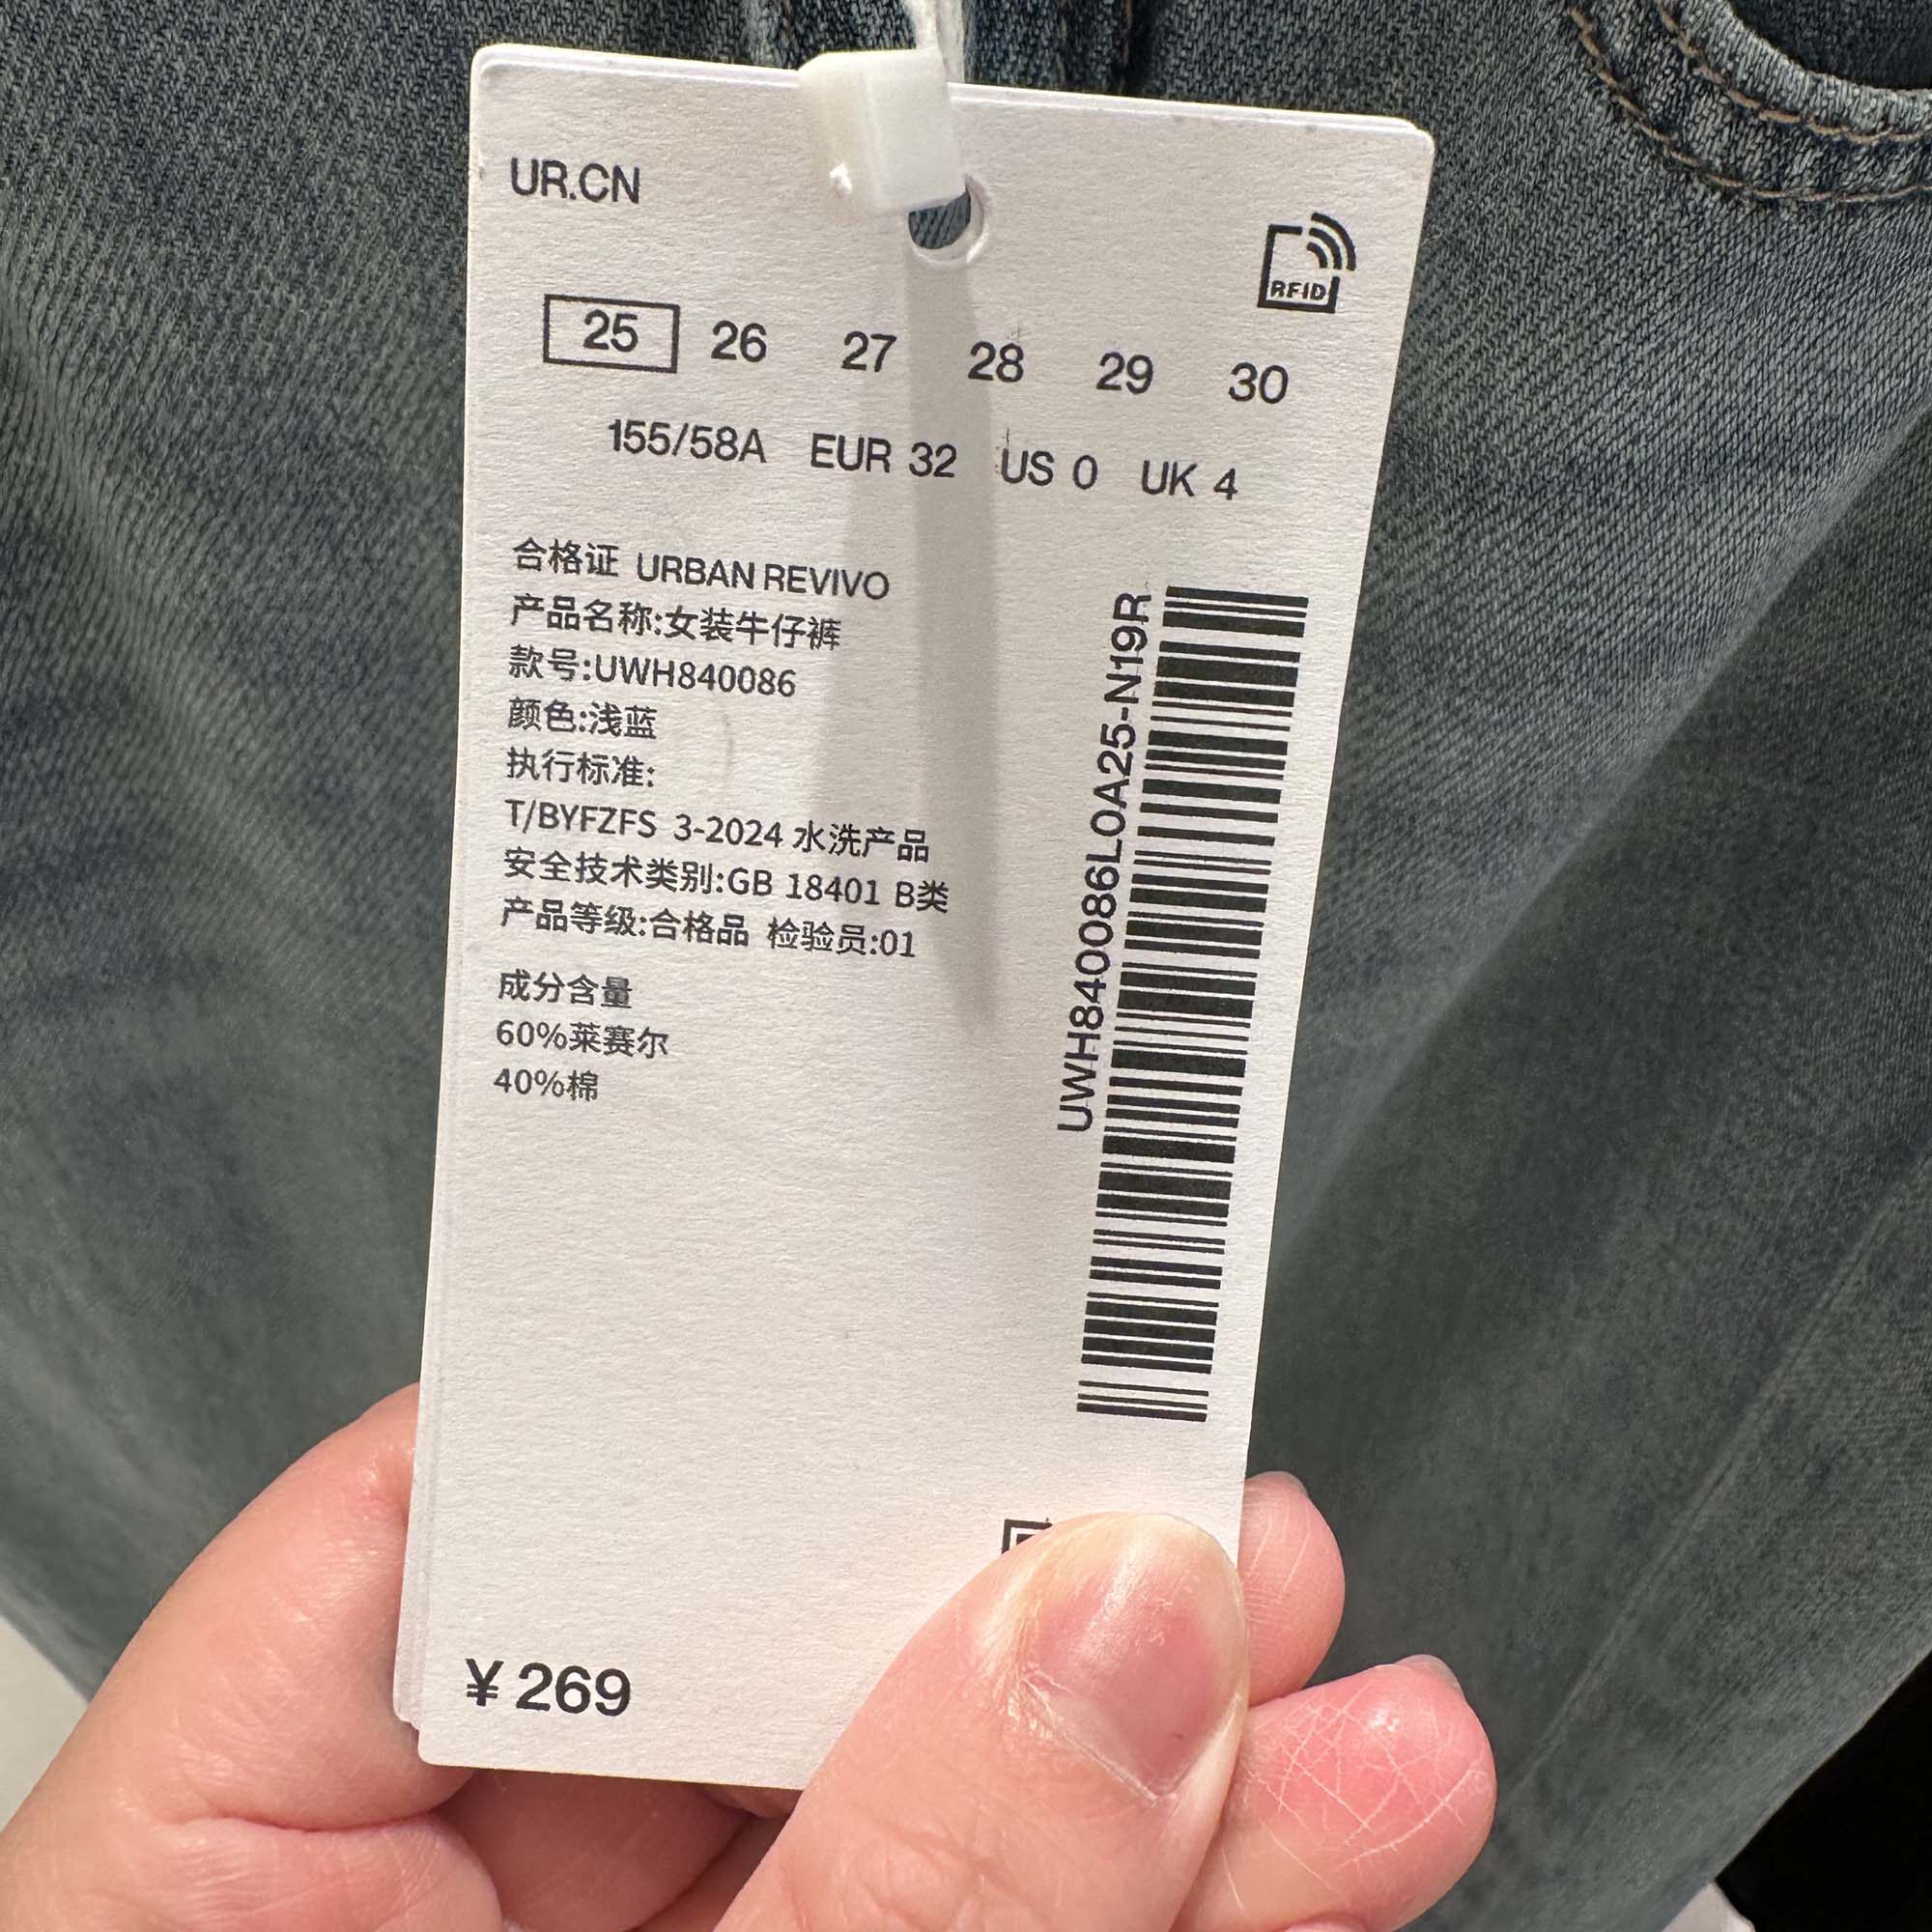 UR.CN
RFID
25 26 27 28 29 30
155/58A EUR 32 US 0 UK 4
合格证 URBAN REVIVO
产品名称:女装牛仔裤
款号:UWH840086
颜色:浅蓝
执行标准:
T/BYFZFS 3-2024 水洗产品
安全技术类别:GB 18401 B类
产品等级:合格品 检验员:01
成分含量
60%莱赛尔
40%棉
UWH840086L0A25-N19R
¥269